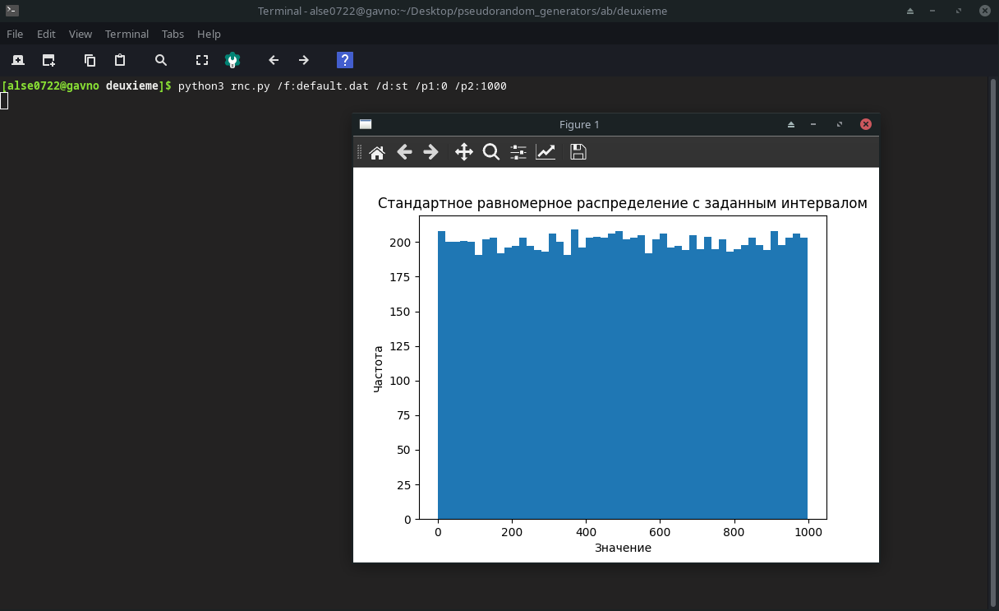 Terminal - alse0722@gavno:~/Desktop/pseudorandom_generators/ab/deuxieme
File Edit View Terminal Tabs Help
?
[alse0722@gavno deuxieme]$ python3 rnc.py /f:default.dat /d:st /p1:0 /p2:1000
Figure 1
Стандартное равномерное распределение с заданным интервалом
200
175
150
125
100
75
50
25
0
Частота
0 200 400 600 800 1000
Значение